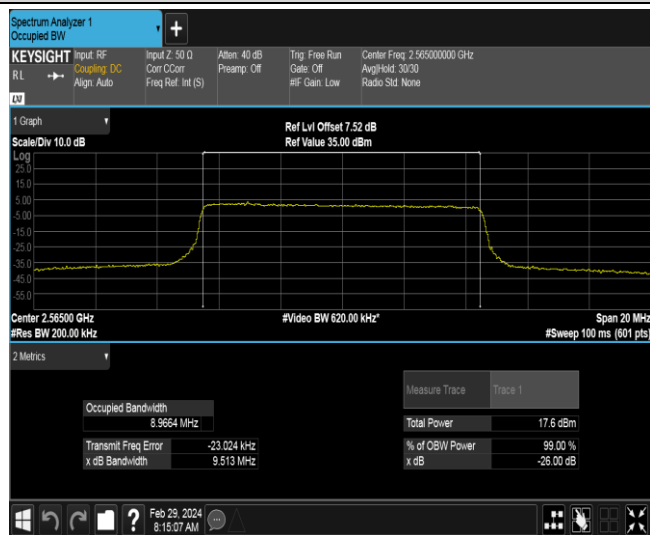 Spectrum Analyzer 1
Occupied BW
+
KEYSIGHT
RL
LXI
Input: RF
Coupling: DC
Align: Auto
Input Z: 50 Ω
Corr CCorr
Freq Ref: Int (S)
Atten: 40 dB
Preamp: Off
Trig: Free Run
Gate: Off
#IF Gain: Low
Center Freq: 2.565000000 GHz
Avg|Hold: 30/30
Radio Std: None
1 Graph
Scale/Div 10.0 dB
Ref Lvl Offset 7.52 dB
Ref Value 35.00 dBm
Log
25.0
15.0
5.00
-5.00
-15.0
-25.0
-35.0
-45.0
-55.0
Center 2.56500 GHz
#Res BW 200.00 kHz
#Video BW 620.00 kHz*
Span 20 MHz
#Sweep 100 ms (601 pts)
2 Metrics
Measure Trace Trace 1
Occupied Bandwidth
8.9664 MHz
Total Power 17.6 dBm
Transmit Freq Error -23.024 kHz
% of OBW Power 99.00 %
x dB Bandwidth 9.513 MHz
x dB -26.00 dB
?
Feb 29, 2024
8:15:07 AM